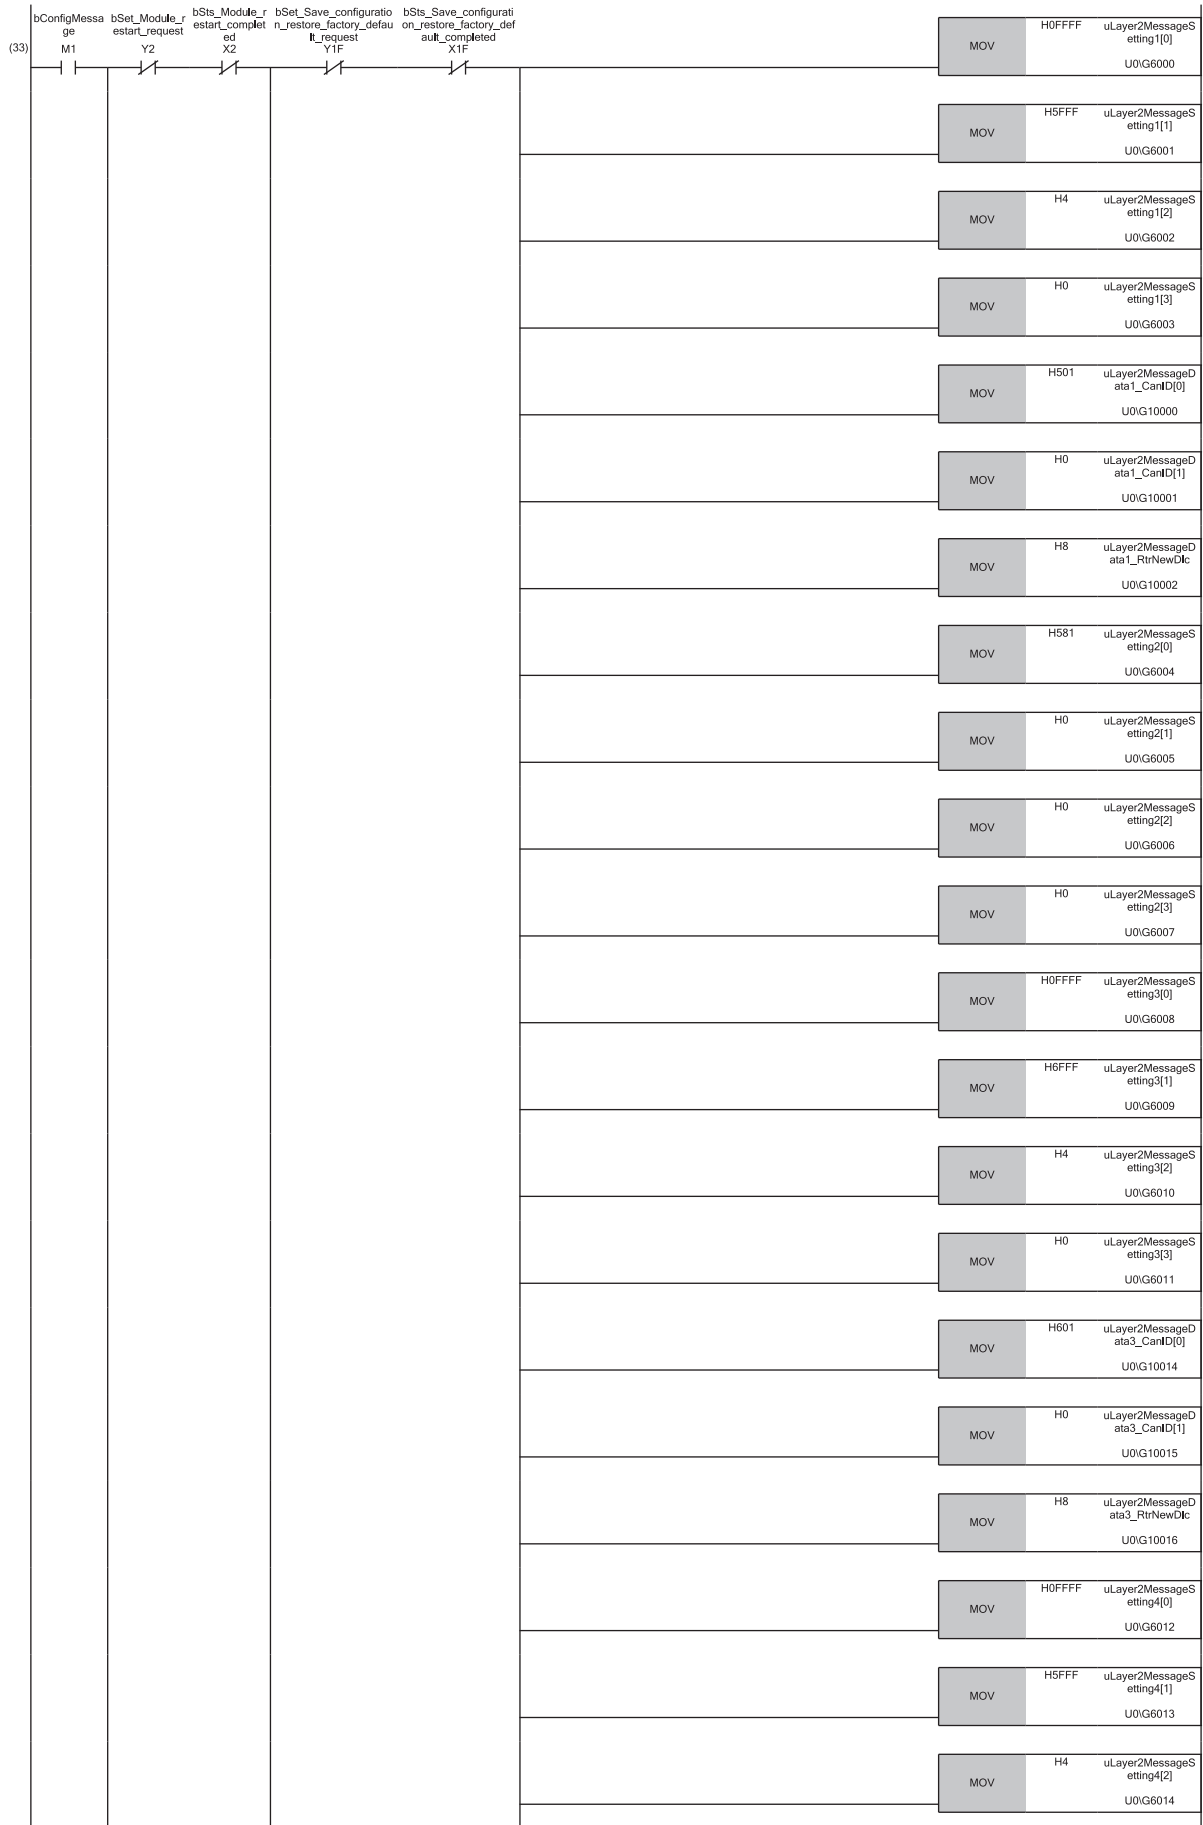 bConfigMessa
ge
M1
bSet_Module_r
estart_request
Y2
bSts_Module_r
estart_complet
ed
X2
bSet_Save_configuratio
n_restore_factory_defau
lt_request
Y1F
bSts_Save_configurati
on_restore_factory_def
ault_completed
X1F
(33)
MOV
H0FFFF
uLayer2MessageS
etting1[0]
U0\G6000
MOV
H5FFF
uLayer2MessageS
etting1[1]
U0\G6001
MOV
H4
uLayer2MessageS
etting1[2]
U0\G6002
MOV
H0
uLayer2MessageS
etting1[3]
U0\G6003
MOV
H501
uLayer2MessageD
ata1_CanID[0]
U0\G10000
MOV
H0
uLayer2MessageD
ata1_CanID[1]
U0\G10001
MOV
H8
uLayer2MessageD
ata1_RtrNewDlc
U0\G10002
MOV
H581
uLayer2MessageS
etting2[0]
U0\G6004
MOV
H0
uLayer2MessageS
etting2[1]
U0\G6005
MOV
H0
uLayer2MessageS
etting2[2]
U0\G6006
MOV
H0
uLayer2MessageS
etting2[3]
U0\G6007
MOV
H0FFFF
uLayer2MessageS
etting3[0]
U0\G6008
MOV
H6FFF
uLayer2MessageS
etting3[1]
U0\G6009
MOV
H4
uLayer2MessageS
etting3[2]
U0\G6010
MOV
H0
uLayer2MessageS
etting3[3]
U0\G6011
MOV
H601
uLayer2MessageD
ata3_CanID[0]
U0\G10014
MOV
H0
uLayer2MessageD
ata3_CanID[1]
U0\G10015
MOV
H8
uLayer2MessageD
ata3_RtrNewDlc
U0\G10016
MOV
H0FFFF
uLayer2MessageS
etting4[0]
U0\G6012
MOV
H5FFF
uLayer2MessageS
etting4[1]
U0\G6013
MOV
H4
uLayer2MessageS
etting4[2]
U0\G6014